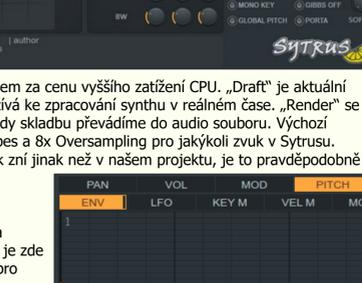 MONO KEY GIBBS OFF
BW
GLOBAL PITCH PORTA
author
SYTRUS
em za cenu vyššího zatížení CPU. „Draft“ je aktuální
žívá ke zpracování synthu v reálném čase. „Render“ se
dy skladbu převádíme do audio souboru. Výchozí
pes a 8x Oversampling pro jakýkoli zvuk v Sytrusu.
k zní jinak než v našem projektu, je to pravděpodobně
PAN VOL MOD PITCH
ENV LFO KEY M VEL M
1
je zde
pro